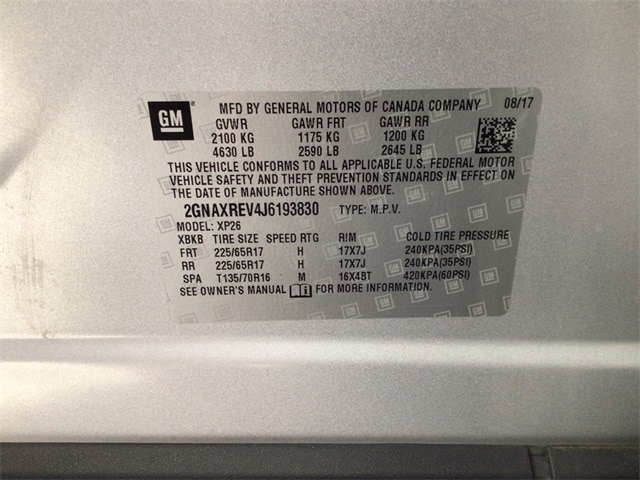 GM ® MFD BY GENERAL MOTORS OF CANADA COMPANY 08/17
GVWR GAWR FRT GAWR RR
2100 KG 1175 KG 1200 KG
4630 LB 2590 LB 2645 LB
THIS VEHICLE CONFORMS TO ALL APPLICABLE U.S. FEDERAL MOTOR
VEHICLE SAFETY AND THEFT PREVENTION STANDARDS IN EFFECT ON
THE DATE OF MANUFACTURE SHOWN ABOVE.
2GNAXREV4J6193830 TYPE: M.P.V.
MODEL: XP26
XBKB TIRE SIZE SPEED RTG RIM COLD TIRE PRESSURE
FRT 225/65R17 H 17X7J 240KPA(35PSI)
RR 225/65R17 H 17X7J 240KPA(35PSI)
SPA T135/70R16 M 16X4BT 420KPA(60PSI)
SEE OWNER'S MANUAL i FOR MORE INFORMATION.